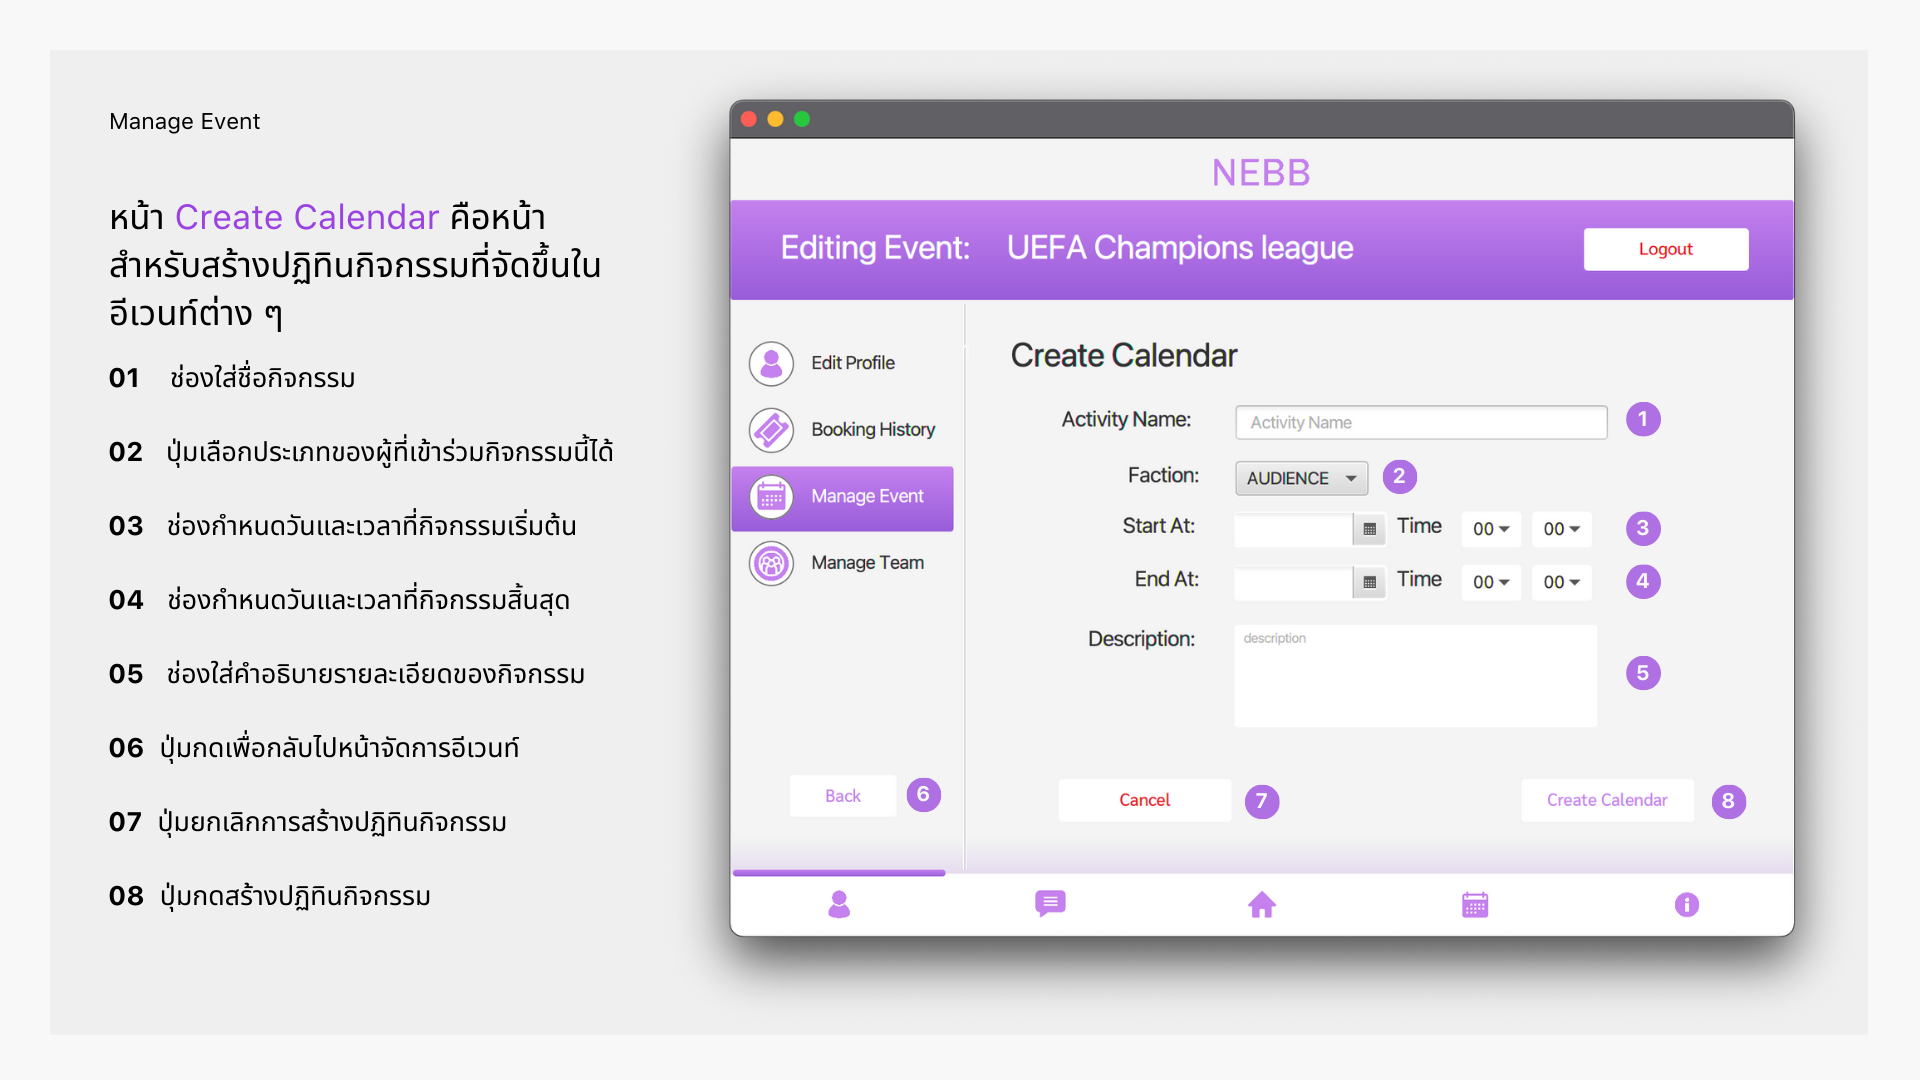 Manage Event
หน้า Create Calendar คือหน้า
สำหรับสร้างปฏิทินกิจกรรมที่จัดขึ้นใน
อีเวนท์ต่าง ๆ
01 ช่องใส่ชื่อกิจกรรม
02 ปุ่มเลือกประเภทของผู้ที่เข้าร่วมกิจกรรมนี้ได้
03 ช่องกำหนดวันและเวลาที่กิจกรรมเริ่มต้น
04 ช่องกำหนดวันและเวลาที่กิจกรรมสิ้นสุด
05 ช่องใส่คำอธิบายรายละเอียดของกิจกรรม
06 ปุ่มกดเพื่อกลับไปหน้าจัดการอีเวนท์
07 ปุ่มยกเลิกการสร้างปฏิทินกิจกรรม
08 ปุ่มกดสร้างปฏิทินกิจกรรม
NEBB
Editing Event: UEFA Champions league
Logout
Edit Profile
Booking History
Manage Event
Manage Team
Back 6
Create Calendar
Activity Name: Activity Name 1
Faction: AUDIENCE 2
Start At: Time 00 00 3
End At: Time 00 00 4
Description: description 5
Cancel 7
Create Calendar 8